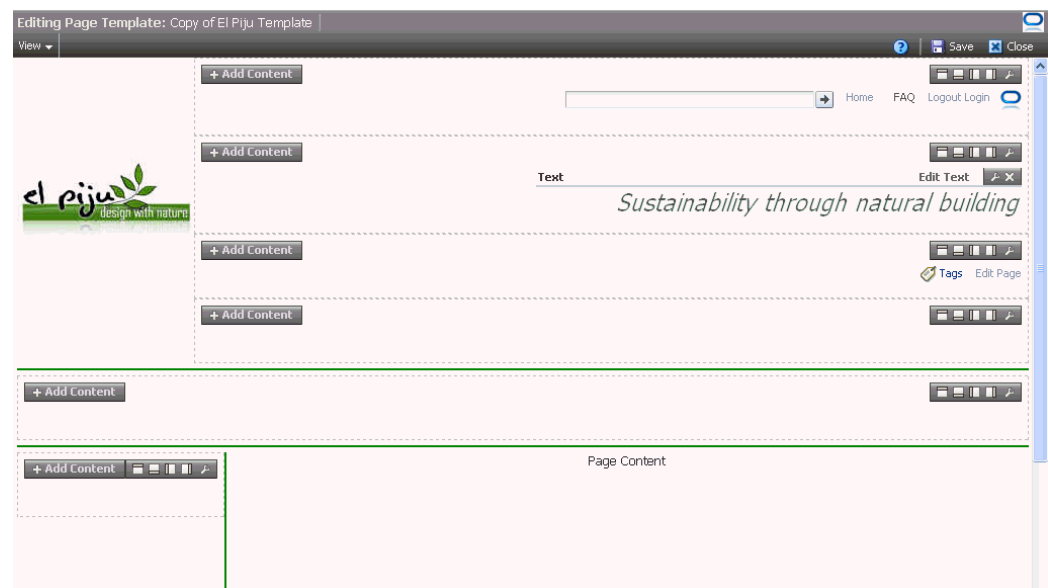 Editing Page Template: Copy of El Piju Template
View
? Save Close
+ Add Content
Home FAQ Logout Login
+ Add Content
Text Edit Text
el piju
design with nature
Sustainability through natural building
+ Add Content
Tags Edit Page
+ Add Content
+ Add Content
+ Add Content
Page Content